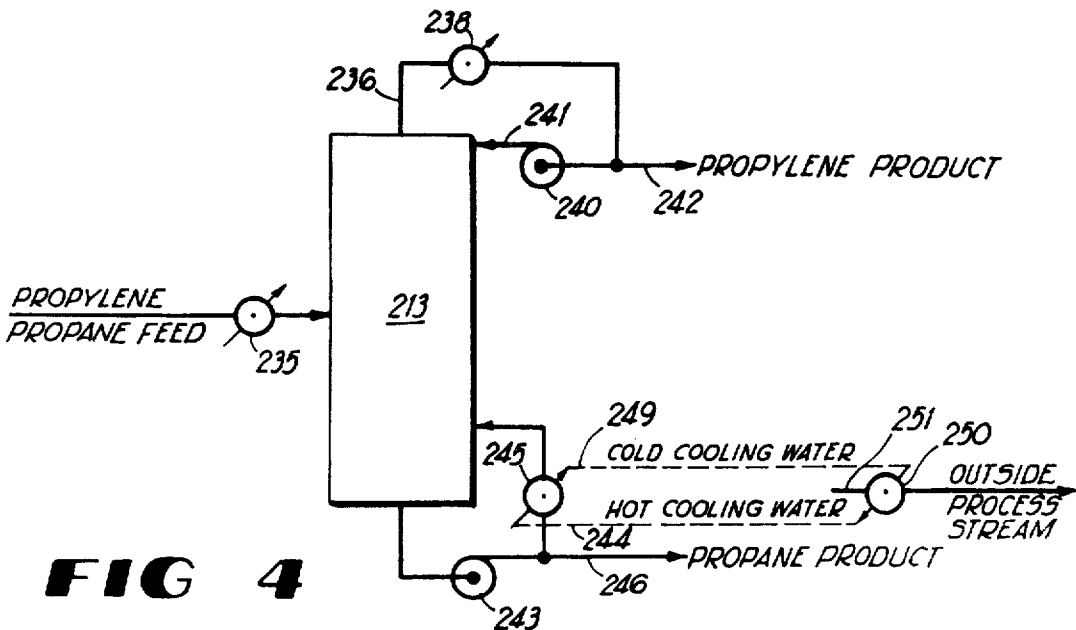 238
236
241
PROPYLENE PRODUCT
240
242
PROPYLENE
PROPANE FEED
235
213
249
251
250
245
COLD COOLING WATER
OUTSIDE
PROCESS
STREAM
HOT COOLING WATER
244
PROPANE PRODUCT
246
243
FIG 4